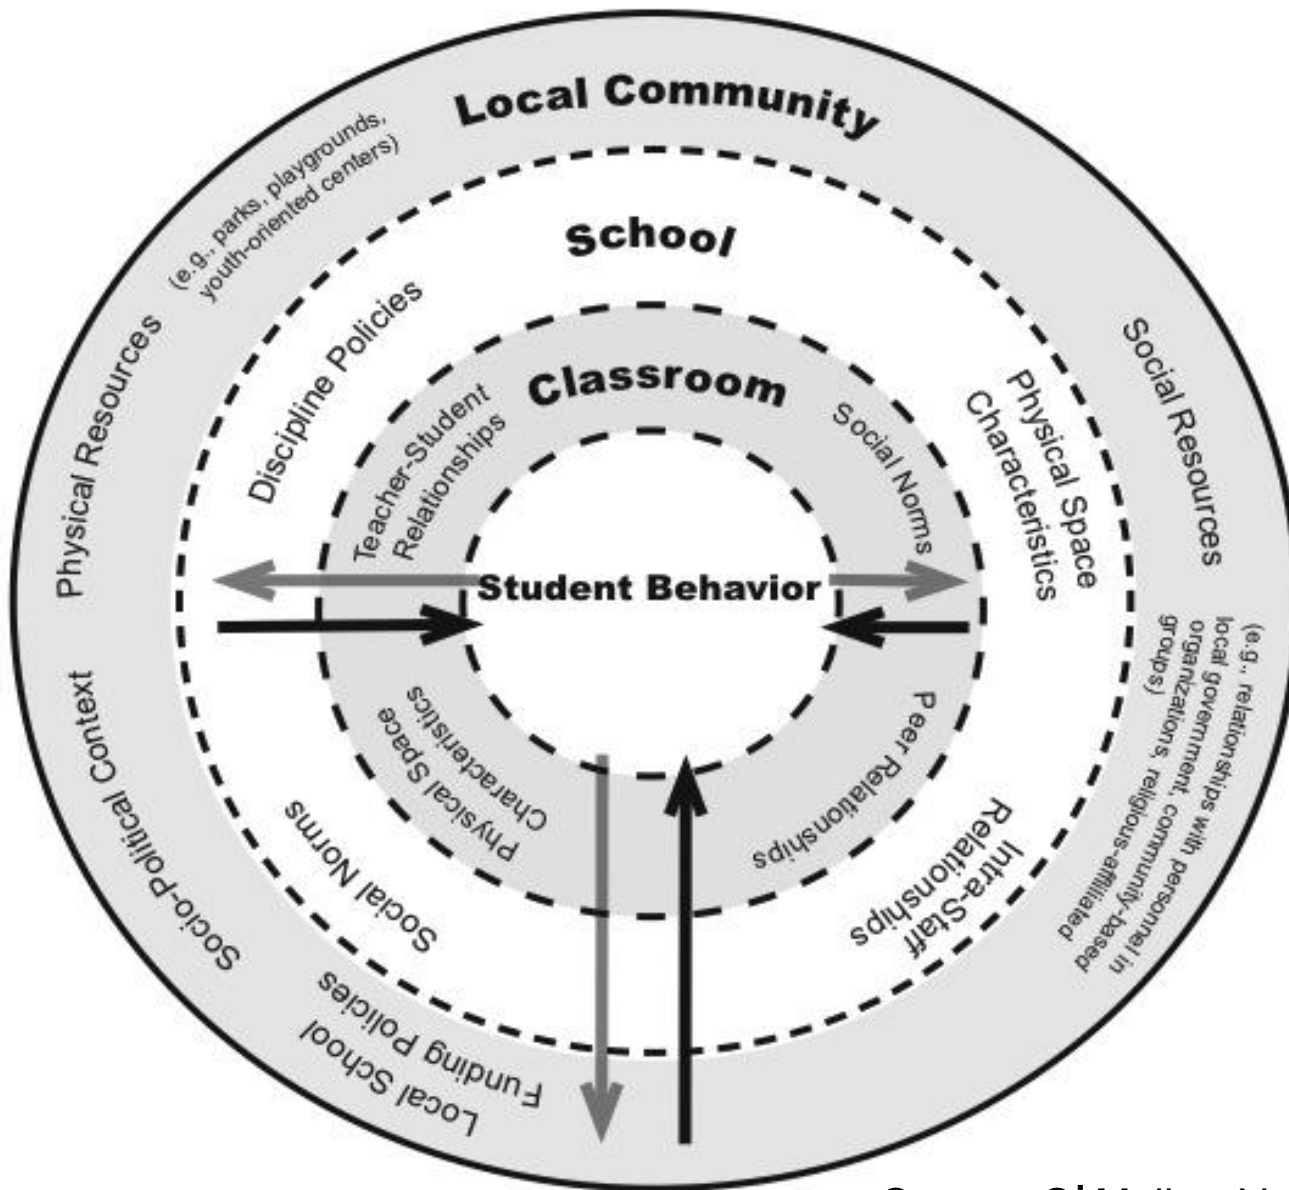 Local Community
(e.g., parks, playgrounds,
youth-oriented centers)
School
Discipline Policies
Physical Resources
Classroom
Teacher-Student
Relationships
Social Norms
Physical Space
Characteristics
Social Resources
Student Behavior
(e.g., relationships with personnel in
local government, community-based
organizations, religious-affiliated
groups)
Socio-Political Context
Physical Space
Characteristics
Peer Relationships
Social Norms
Intra-Staff
Relationships
Local School
Funding Policies